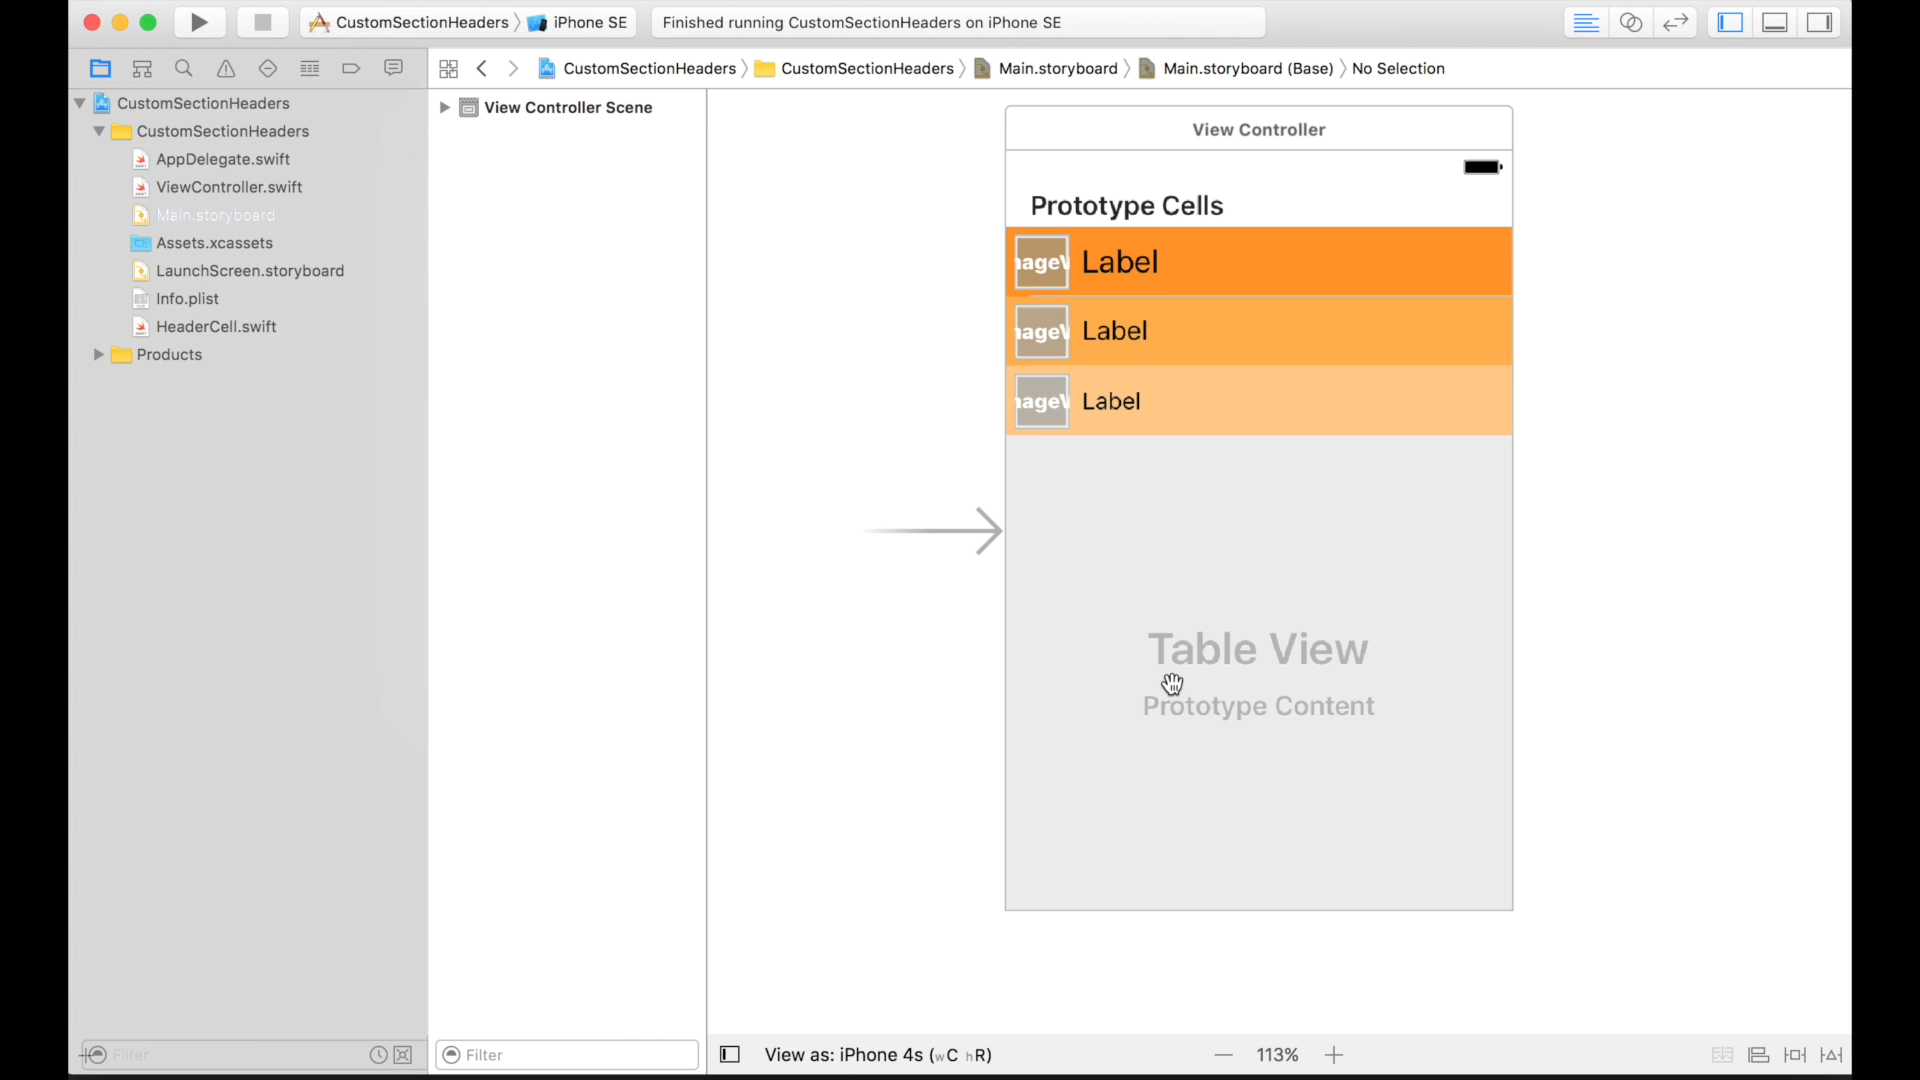 CustomSectionHeaders
iPhone SE
Finished running CustomSectionHeaders on iPhone SE
CustomSectionHeaders
CustomSectionHeaders
Main.storyboard
Main.storyboard (Base)
No Selection
CustomSectionHeaders
CustomSectionHeaders
AppDelegate.swift
ViewController.swift
Main.storyboard
Assets.xcassets
LaunchScreen.storyboard
Info.plist
HeaderCell.swift
Products
View Controller Scene
View Controller
Prototype Cells
Label
Label
Label
Table View
Prototype Content
Filter
Filter
View as: iPhone 4s (wC hR)
113%